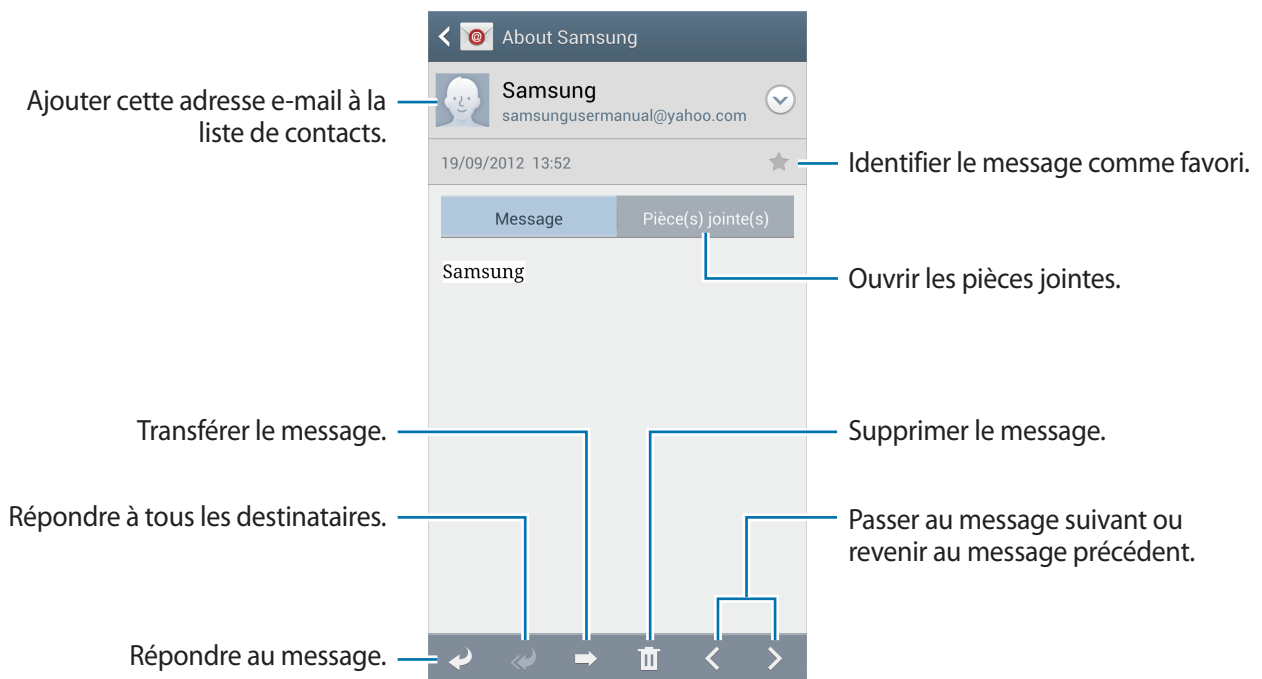 About Samsung
Ajouter cette adresse e-mail à la
liste de contacts.
Samsung
samsungusermanual@yahoo.com
19/09/2012 13:52
Identifier le message comme favori.
Message
Pièce(s) jointe(s)
Samsung
Ouvrir les pièces jointes.
Transférer le message.
Supprimer le message.
Répondre à tous les destinataires.
Passer au message suivant ou
revenir au message précédent.
Répondre au message.